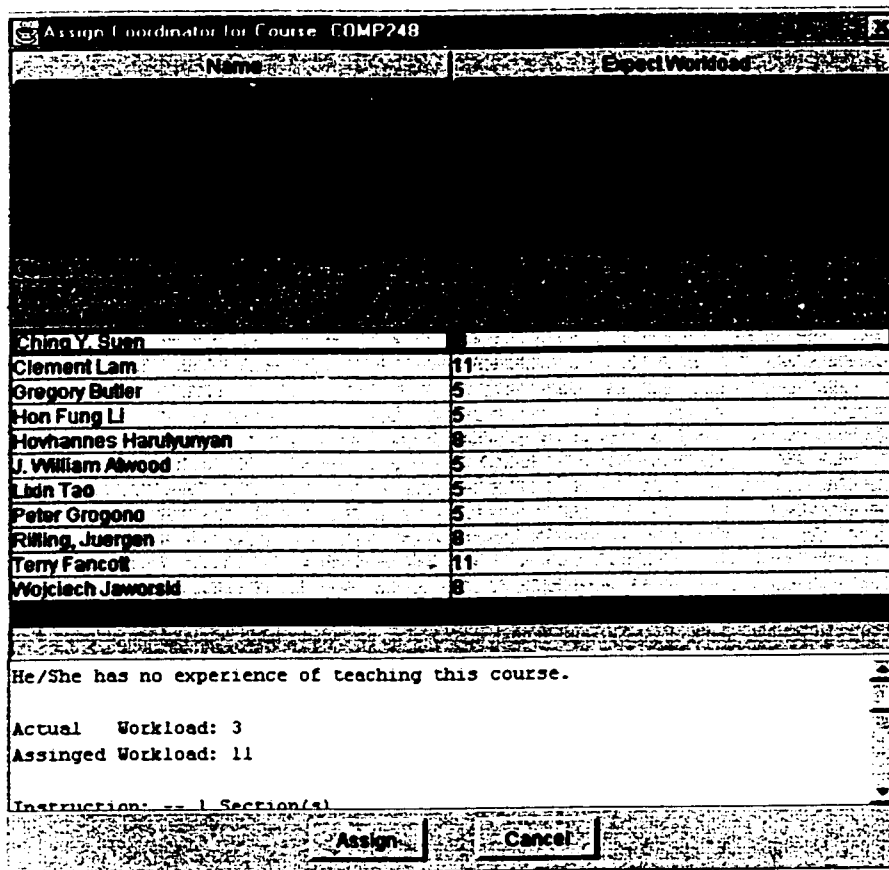 Assign Coordinator for Course COMP248
Name Expect Workload
Ching Y. Suen
Clement Lam 11
Gregory Butler 5
Hon Fung Li 5
Hovhannes Harutyunyan 8
J. William Atwood 5
Lixin Tao 5
Peter Grogono 5
Rilling, Juergen 8
Terry Fancott 11
Wojciech Jaworski 8
He/She has no experience of teaching this course.
Actual Workload: 3
Assinged Workload: 11
Instruction: -- 1 Section(s)
Assign Cancel